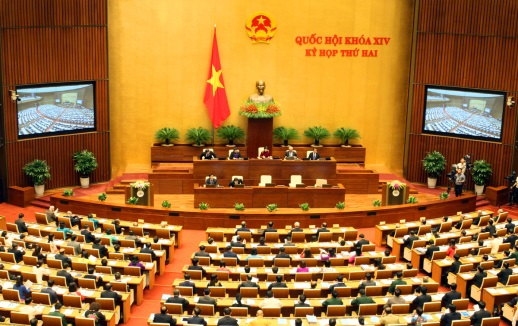 QUỐC HỘI KHÓA XIV
KỲ HỌP THỨ HAI